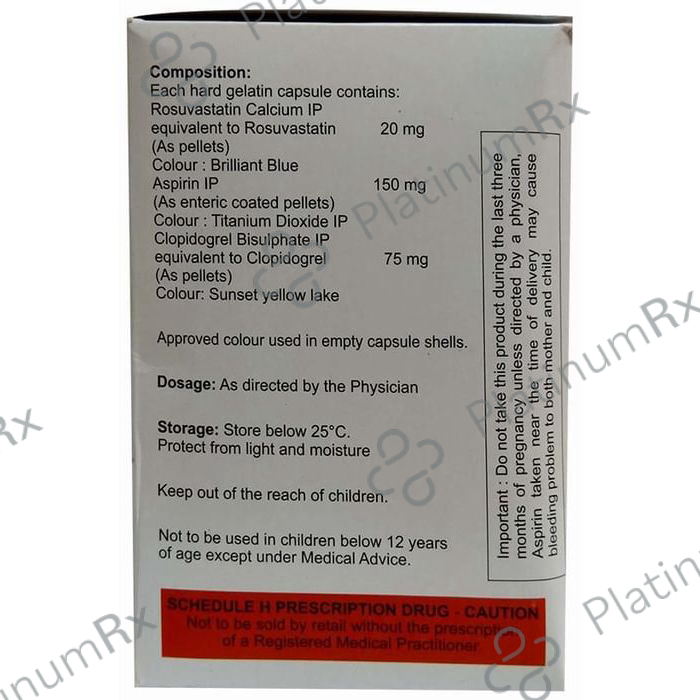 Composition:
Each hard gelatin capsule contains:
Rosuvastatin Calcium IP
equivalent to Rosuvastatin 20 mg
(As pellets)
Colour : Brilliant Blue
Aspirin IP 150 mg
(As enteric coated pellets)
Colour : Titanium Dioxide IP
Clopidogrel Bisulphate IP
equivalent to Clopidogrel 75 mg
(As pellets)
Colour: Sunset yellow lake
Approved colour used in empty capsule shells.
Dosage: As directed by the Physician
Storage: Store below 25°C.
Protect from light and moisture
Keep out of the reach of children.
Not to be used in children below 12 years
of age except under Medical Advice.
SCHEDULE H PRESCRIPTION DRUG - CAUTION
Not to be sold by retail without the prescription
of a Registered Medical Practitioner.
Important : Do not take this product during the last three
months of pregnancy unless directed by a physician,
Aspirin taken near the time of delivery may cause
bleeding problem to both mother and child.
PlatinumRx
PlatinumRx
PlatinumRx
Rx
PlatinumRx
Platin